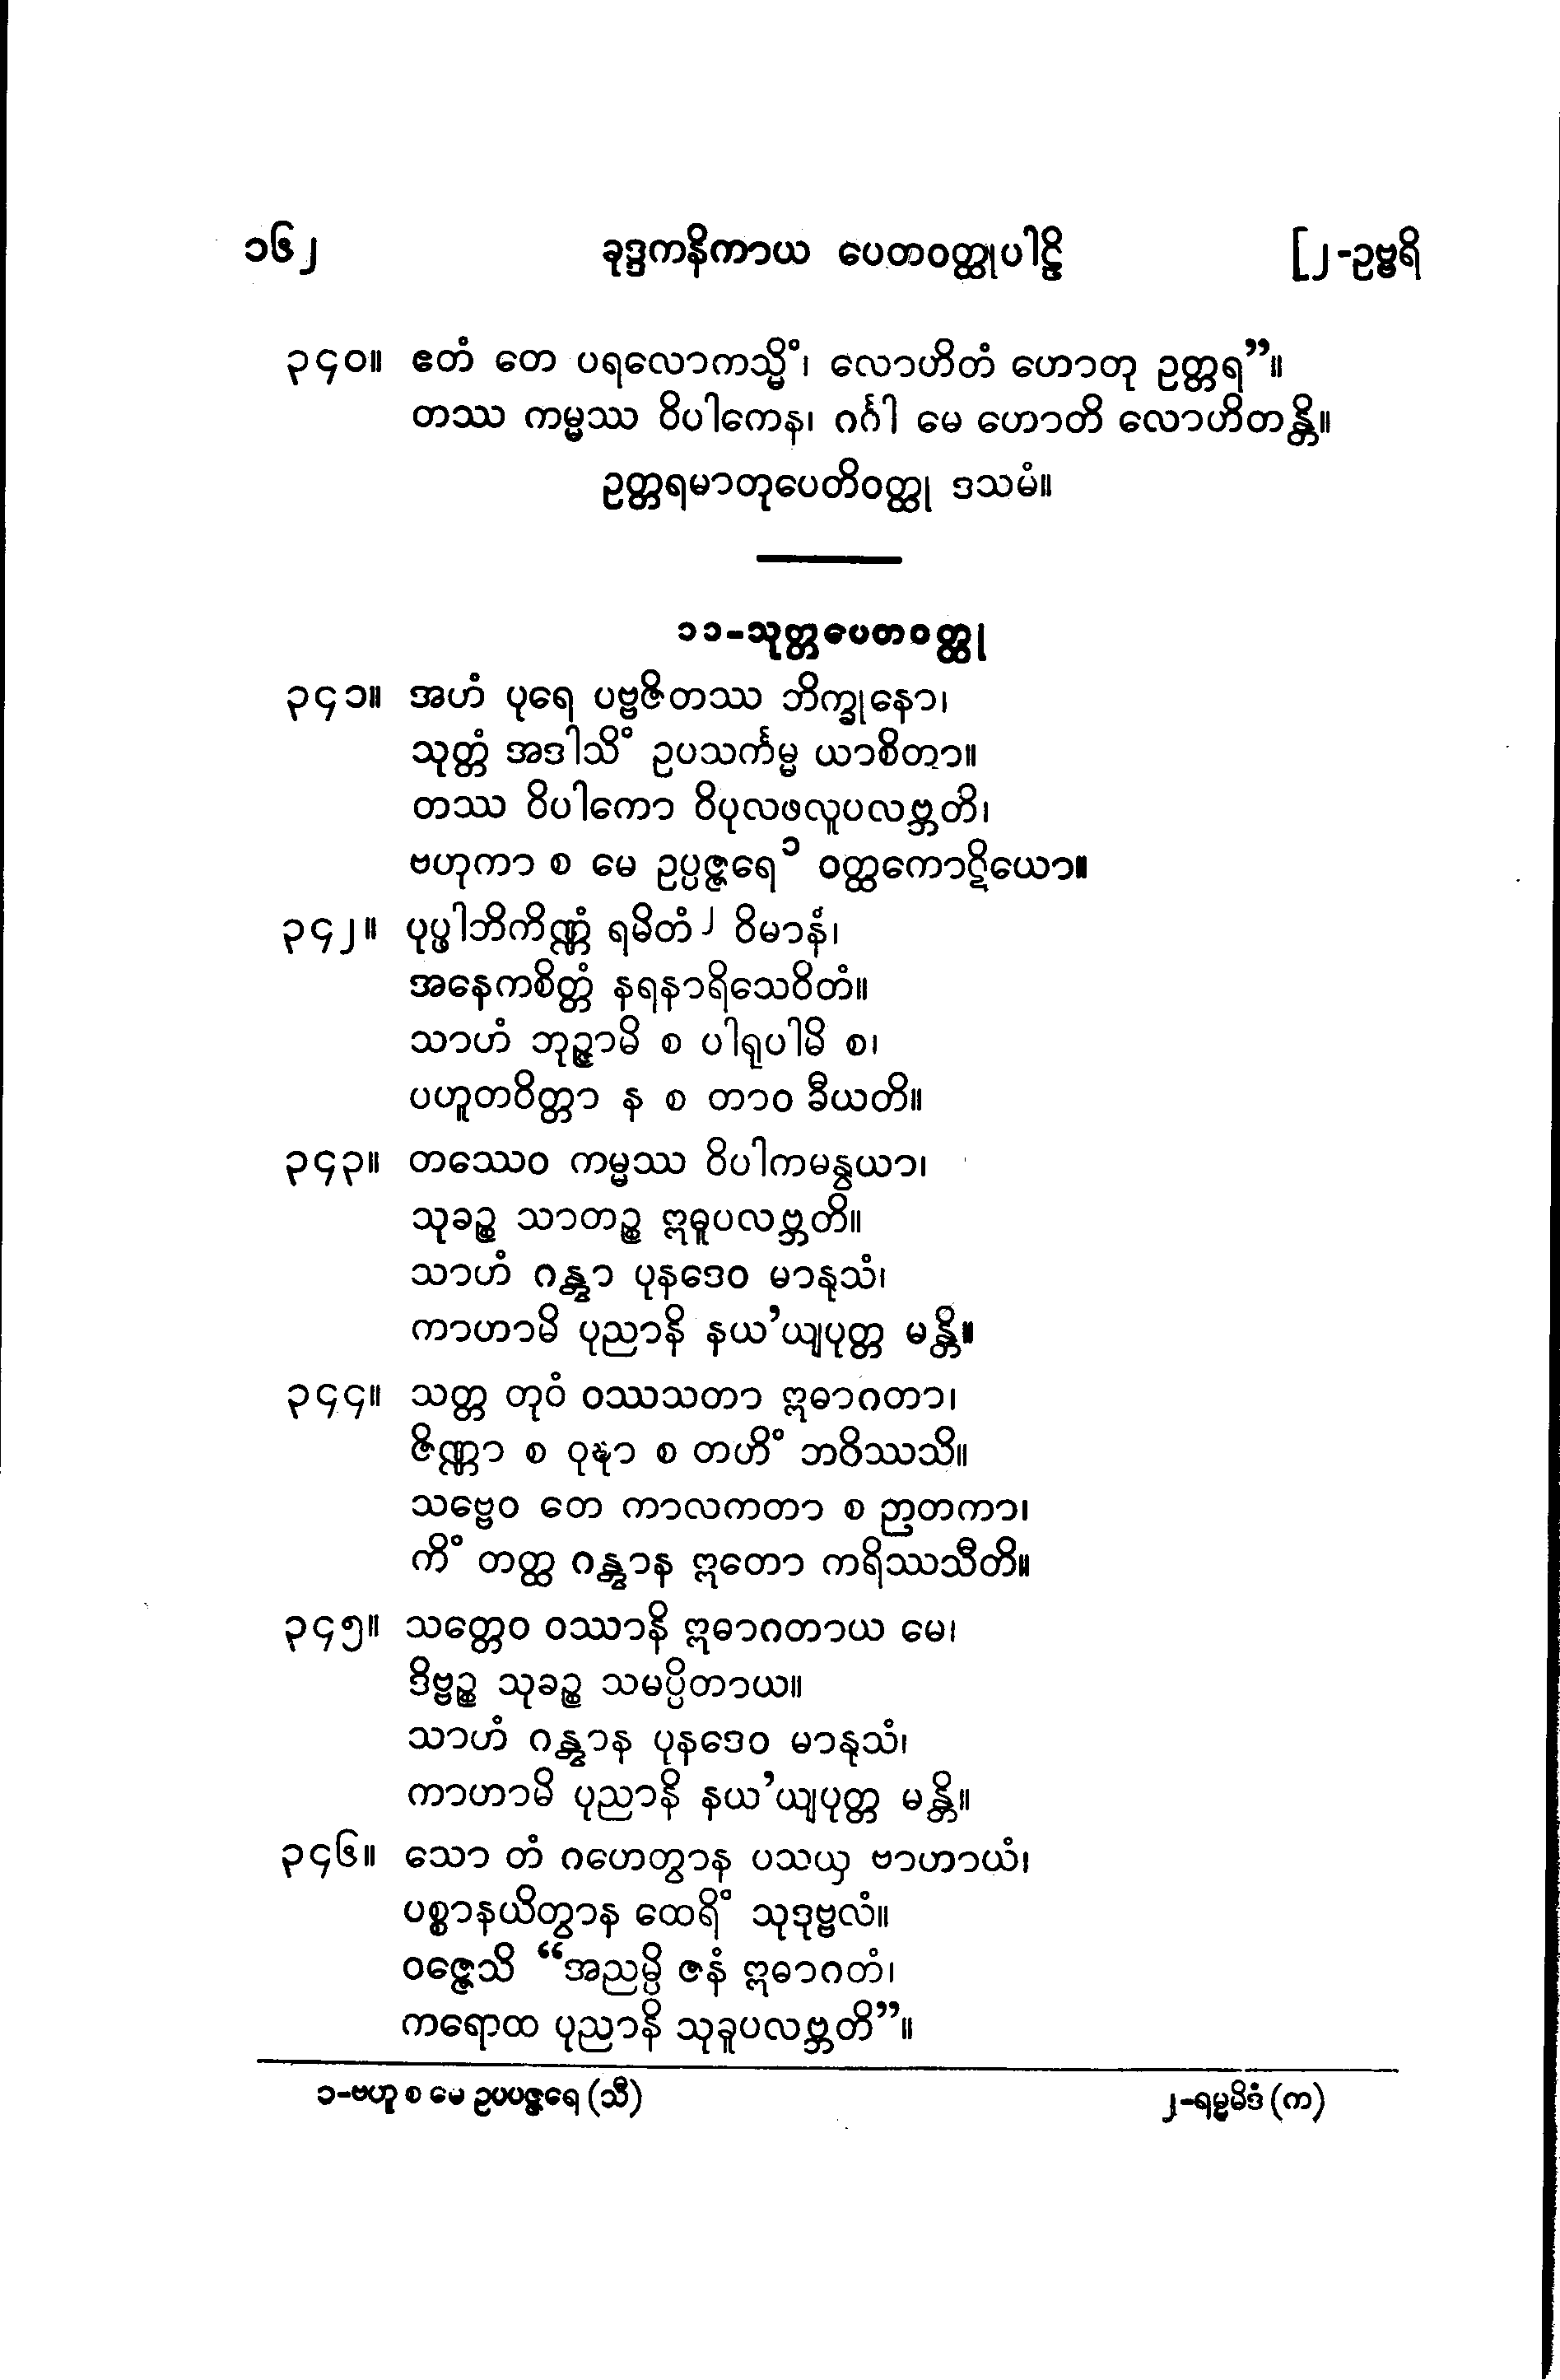 ၁၆၂ ခုဒ္ဒကနိကာယ ပေတဝတ္ထုပါဠိ [၂-ဥဗ္ဗရိ
၃၄၀။ ဧတံ တေ ပရလောကသ္မိံ၊ လောဟိတံ ဟောတု ဥတ္တရ”။
တဿ ကမ္မဿ ဝိပါကေန၊ ဂင်္ဂါ မေ ဟောတိ လောဟိတန္တိ။
ဥတ္တရမာတုပေတိဝတ္ထု ဒသမံ။
၁၁-သုတ္တပေတဝတ္ထု
၃၄၁။ အဟံ ပုရေ ပဗ္ဗဇိတဿ ဘိက္ခုနော၊
သုတ္တံ အဒါသိံ ဥပသင်္ကမ္မ ယာစိတာ။
တဿ ဝိပါကော ဝိပုလဖလူပလဗ္ဘတိ၊
ဗဟုကာ စ မေ ဥပ္ပဇ္ဇရေ ၁ ဝတ္ထကောဋိယော။
၃၄၂။ ပုပ္ဖါဘိကိဏ္ဏံ ရမိတံ ၂ ဝိမာနံ၊
အနေကစိတ္တံ နရနာရိသေဝိတံ။
သာဟံ ဘုဉ္ဇာမိ စ ပါရုပါမိ စ၊
ပဟူတဝိတ္တာ န စ တာဝ ခီယတိ။
၃၄၃။ တဿေဝ ကမ္မဿ ဝိပါကမန္ဝယာ၊
သုခဉ္စ သာတဉ္စ ဣဓူပလဗ္ဘတိ။
သာဟံ ဂန္တွာ ပုနဒေဝ မာနုသံ၊
ကာဟာမိ ပုညာနိ နယ’ယျပုတ္တ မန္တိ။
၃၄၄။ သတ္တ တုဝံ ဝဿသတာ ဣဓာဂတာ၊
ဇိဏ္ဏာ စ ဝုဍ္ဎာ စ တဟိံ ဘဝိဿသိ။
သဗ္ဗေဝ တေ ကာလကတာ စ ဉာတကာ၊
ကိံ တတ္ထ ဂန္တွာန ဣတော ကရိဿသီတိ။
၃၄၅။ သတ္တေဝ ဝဿာနိ ဣဓာဂတာယ မေ၊
ဒိဗ္ဗဉ္စ သုခဉ္စ သမပ္ပိတာယ။
သာဟံ ဂန္တွာန ပုနဒေဝ မာနုသံ၊
ကာဟာမိ ပုညာနိ နယ’ယျပုတ္တ မန္တိ။
၃၄၆။ သော တံ ဂဟေတွာန ပသယှ ဗာဟာယံ၊
ပစ္စာနယိတွာန ထေရိံ သုဒုဗ္ဗလံ။
ဝဇ္ဇေသိ “အညမ္ပိ ဇနံ ဣဓာဂတံ၊
ကရောထ ပုညာနိ သုခူပလဗ္ဘတိ”။
၁-ဗဟူ စ မေ ဥပပဇ္ဇရေ (သီ) ၂-ရမ္မမိဒံ (က)